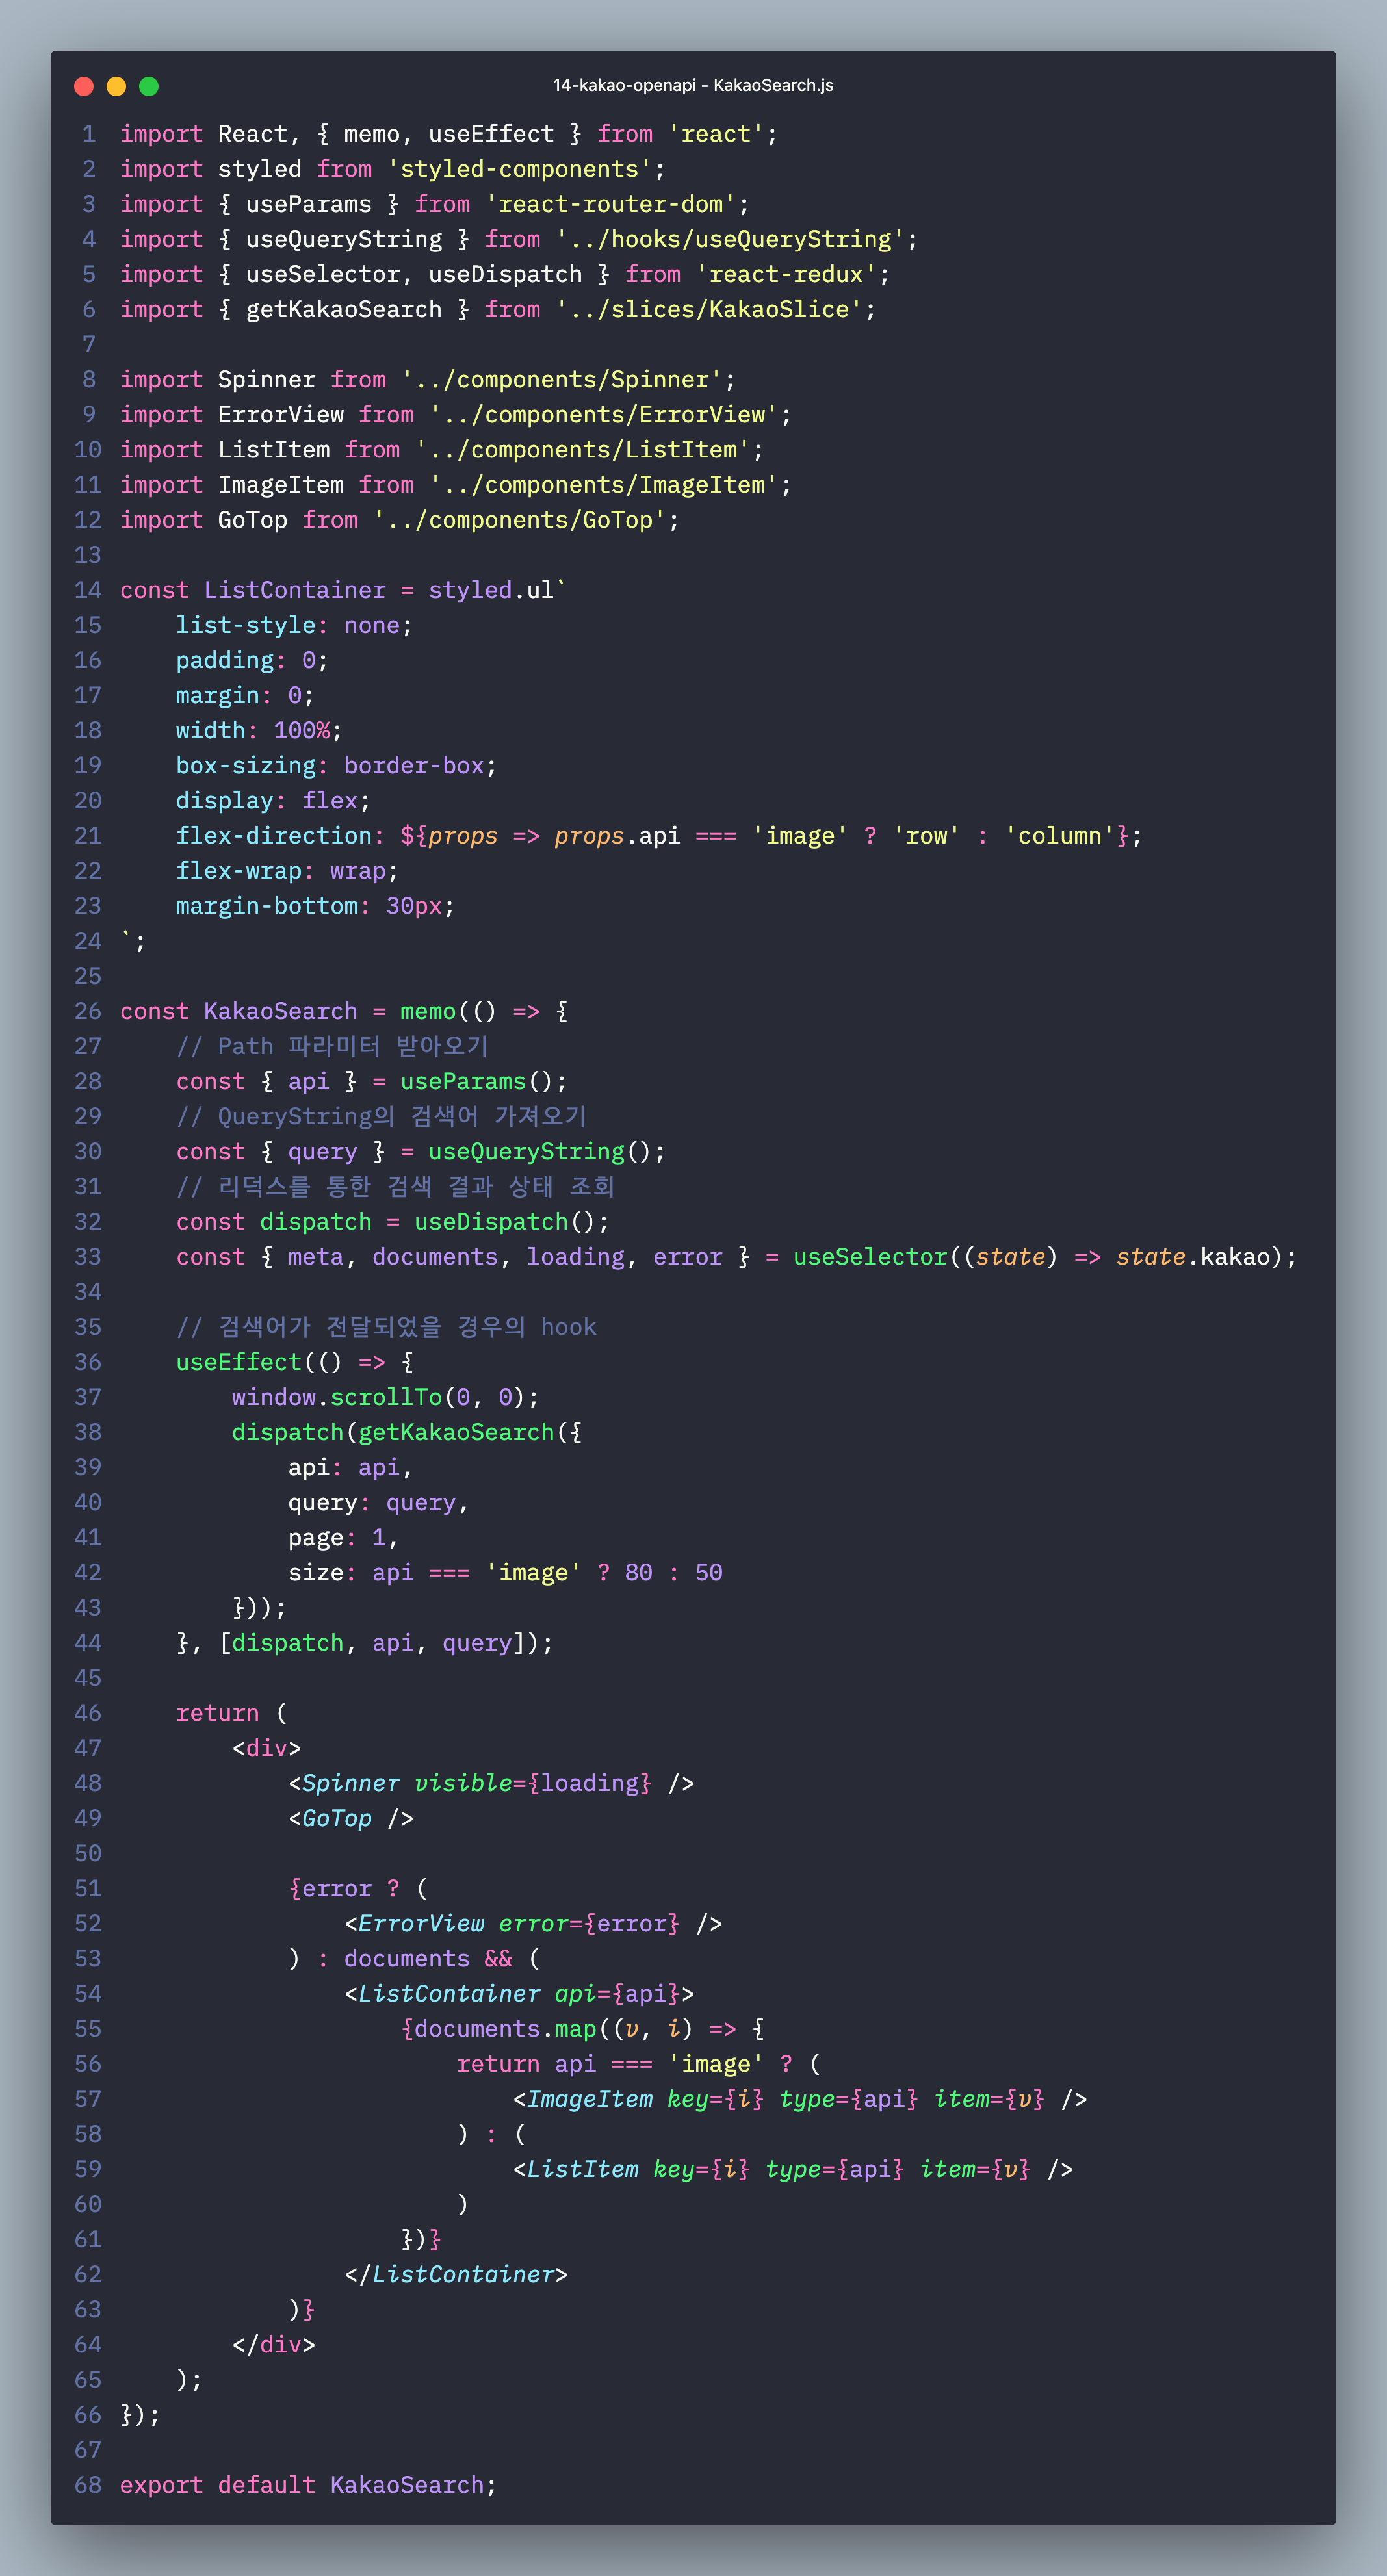 14-kakao-openapi - KakaoSearch.js
1 import React, { memo, useEffect } from 'react';
2 import styled from 'styled-components';
3 import { useParams } from 'react-router-dom';
4 import { useQueryString } from '../hooks/useQueryString';
5 import { useSelector, useDispatch } from 'react-redux';
6 import { getKakaoSearch } from '../slices/KakaoSlice';
7
8 import Spinner from '../components/Spinner';
9 import ErrorView from '../components/ErrorView';
10 import ListItem from '../components/ListItem';
11 import ImageItem from '../components/ImageItem';
12 import GoTop from '../components/GoTop';
13
14 const ListContainer = styled.ul`
15     list-style: none;
16     padding: 0;
17     margin: 0;
18     width: 100%;
19     box-sizing: border-box;
20     display: flex;
21     flex-direction: ${props => props.api === 'image' ? 'row' : 'column'};
22     flex-wrap: wrap;
23     margin-bottom: 30px;
24 `;
25
26 const KakaoSearch = memo(() => {
27     // Path 파라미터 받아오기
28     const { api } = useParams();
29     // QueryString의 검색어 가져오기
30     const { query } = useQueryString();
31     // 리덕스를 통한 검색 결과 상태 조회
32     const dispatch = useDispatch();
33     const { meta, documents, loading, error } = useSelector((state) => state.kakao);
34
35     // 검색어가 전달되었을 경우의 hook
36     useEffect(() => {
37         window.scrollTo(0, 0);
38         dispatch(getKakaoSearch({
39             api: api,
40             query: query,
41             page: 1,
42             size: api === 'image' ? 80 : 50
43         }));
44     }, [dispatch, api, query]);
45
46     return (
47         <div>
48             <Spinner visible={loading} />
49             <GoTop />
50
51             {error ? (
52                 <ErrorView error={error} />
53             ) : documents && (
54                 <ListContainer api={api}>
55                     {documents.map((v, i) => {
56                         return api === 'image' ? (
57                             <ImageItem key={i} type={api} item={v} />
58                         ) : (
59                             <ListItem key={i} type={api} item={v} />
60                         )
61                     })}
62                 </ListContainer>
63             )}
64         </div>
65     );
66 });
67
68 export default KakaoSearch;